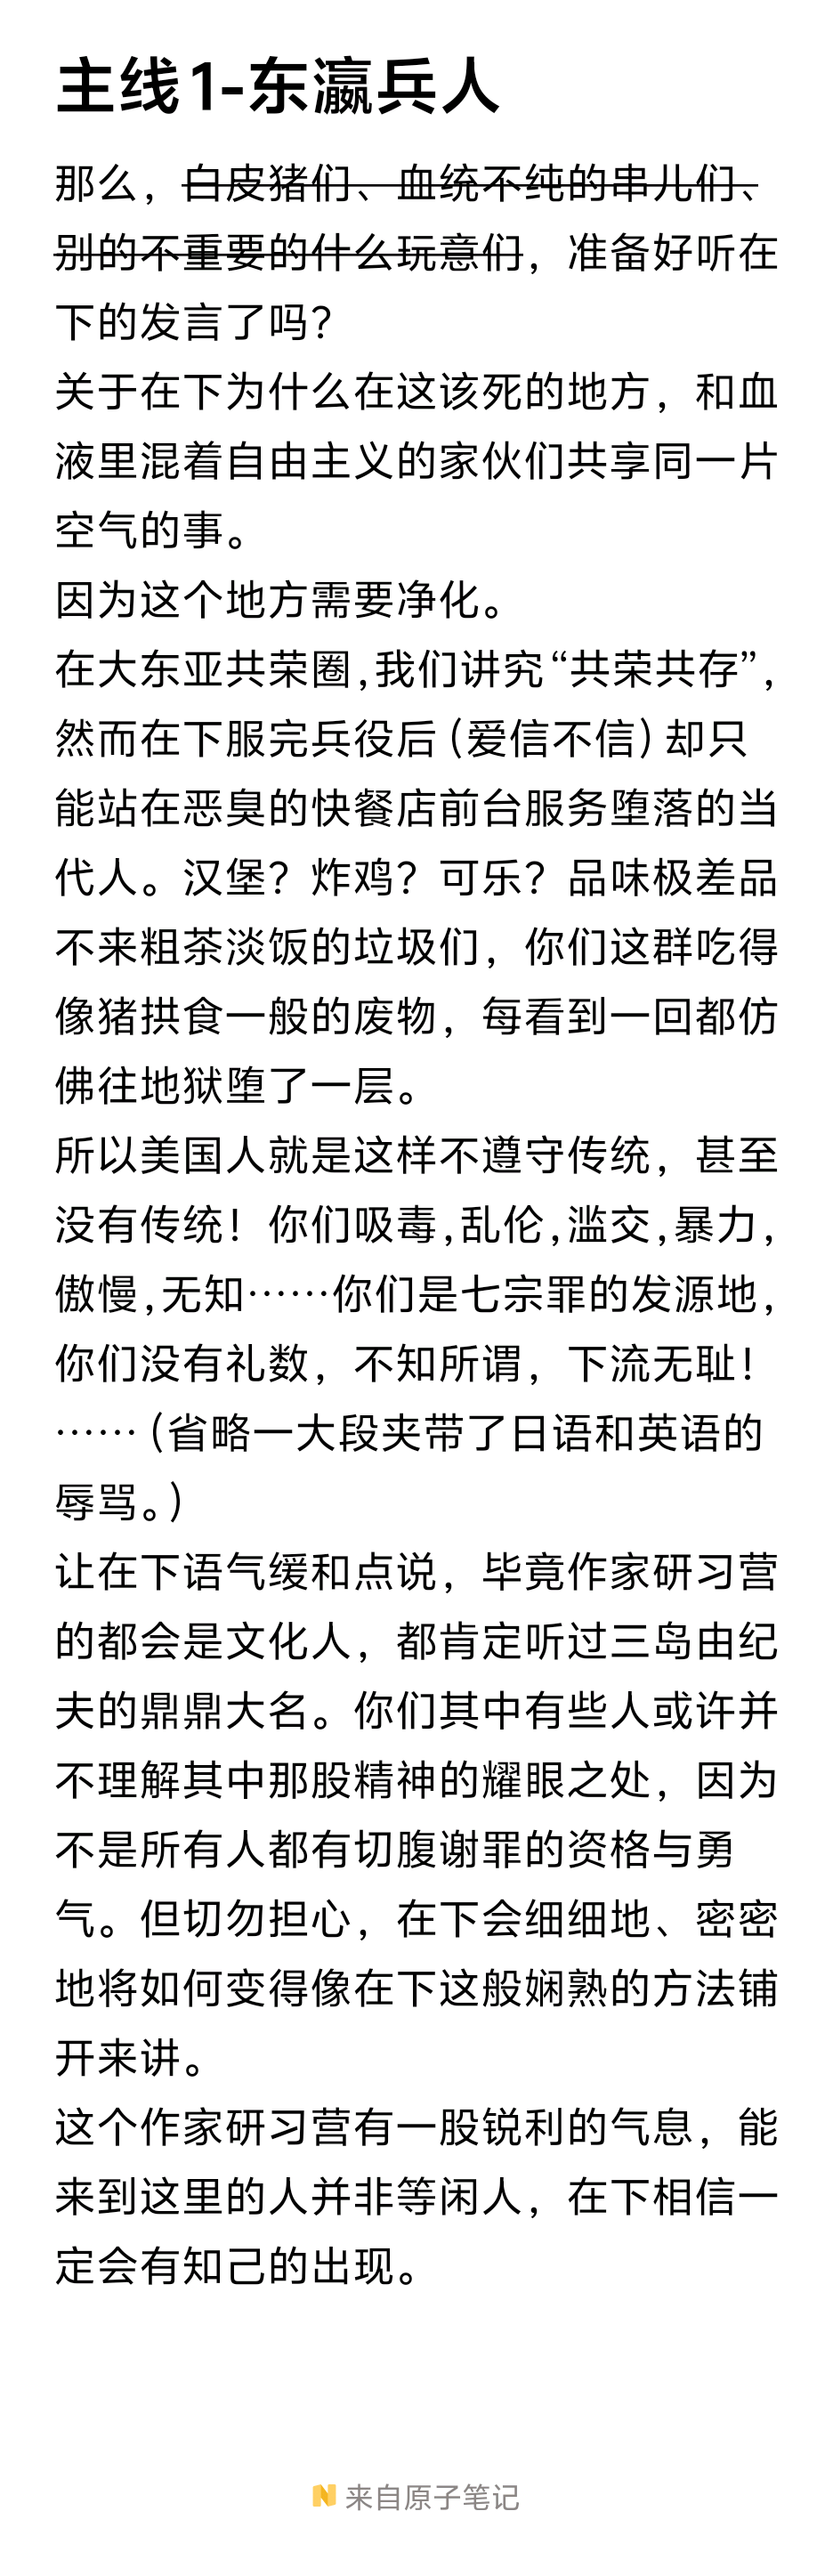 主线1-东瀛兵人
那么，白皮猪们、血统不纯的串儿们、
别的不重要的什么玩意们，准备好听在
下的发言了吗？
关于在下为什么在这该死的地方，和血
液里混着自由主义的家伙们共享同一片
空气的事。
因为这个地方需要净化。
在大东亚共荣圈,我们讲究“共荣共存”，
然而在下服完兵役后(爱信不信)却只
能站在恶臭的快餐店前台服务堕落的当
代人。汉堡？炸鸡？可乐？品味极差品
不来粗茶淡饭的垃圾们，你们这群吃得
像猪拱食一般的废物，每看到一回都仿
佛往地狱堕了一层。
所以美国人就是这样不遵守传统，甚至
没有传统！你们吸毒,乱伦,滥交,暴力，
傲慢,无知……你们是七宗罪的发源地，
你们没有礼数，不知所谓，下流无耻！
……(省略一大段夹带了日语和英语的
辱骂。)
让在下语气缓和点说，毕竟作家研习营
的都会是文化人，都肯定听过三岛由纪
夫的鼎鼎大名。你们其中有些人或许并
不理解其中那股精神的耀眼之处，因为
不是所有人都有切腹谢罪的资格与勇
气。但切勿担心，在下会细细地、密密
地将如何变得像在下这般娴熟的方法铺
开来讲。
这个作家研习营有一股锐利的气息，能
来到这里的人并非等闲人，在下相信一
定会有知己的出现。
来自原子笔记